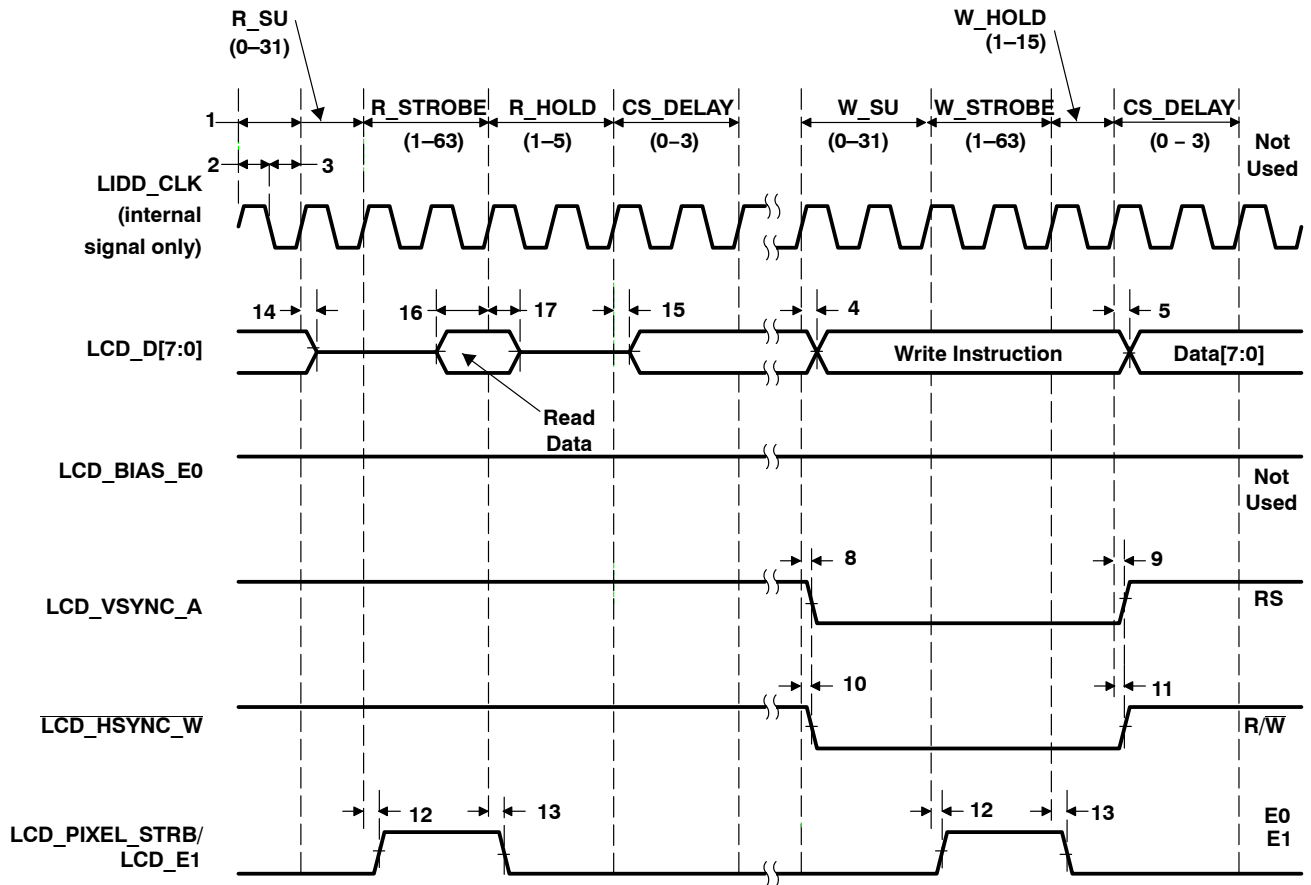 R_SU
(0–31)
W_HOLD
(1–15)
R_STROBE
(1–63)
R_HOLD
(1–5)
CS_DELAY
(0–3)
W_SU
(0–31)
W_STROBE
(1–63)
CS_DELAY
(0 – 3)
Not
Used
1
2
3
LIDD_CLK
(internal
signal only)
14
16
17
15
4
5
LCD_D[7:0]
Write Instruction
Data[7:0]
Read
Data
LCD_BIAS_E0
Not
Used
8
9
LCD_VSYNC_A
RS
10
11
LCD_HSYNC_W
R/W
12
13
12
13
LCD_PIXEL_STRB/
LCD_E1
E0
E1